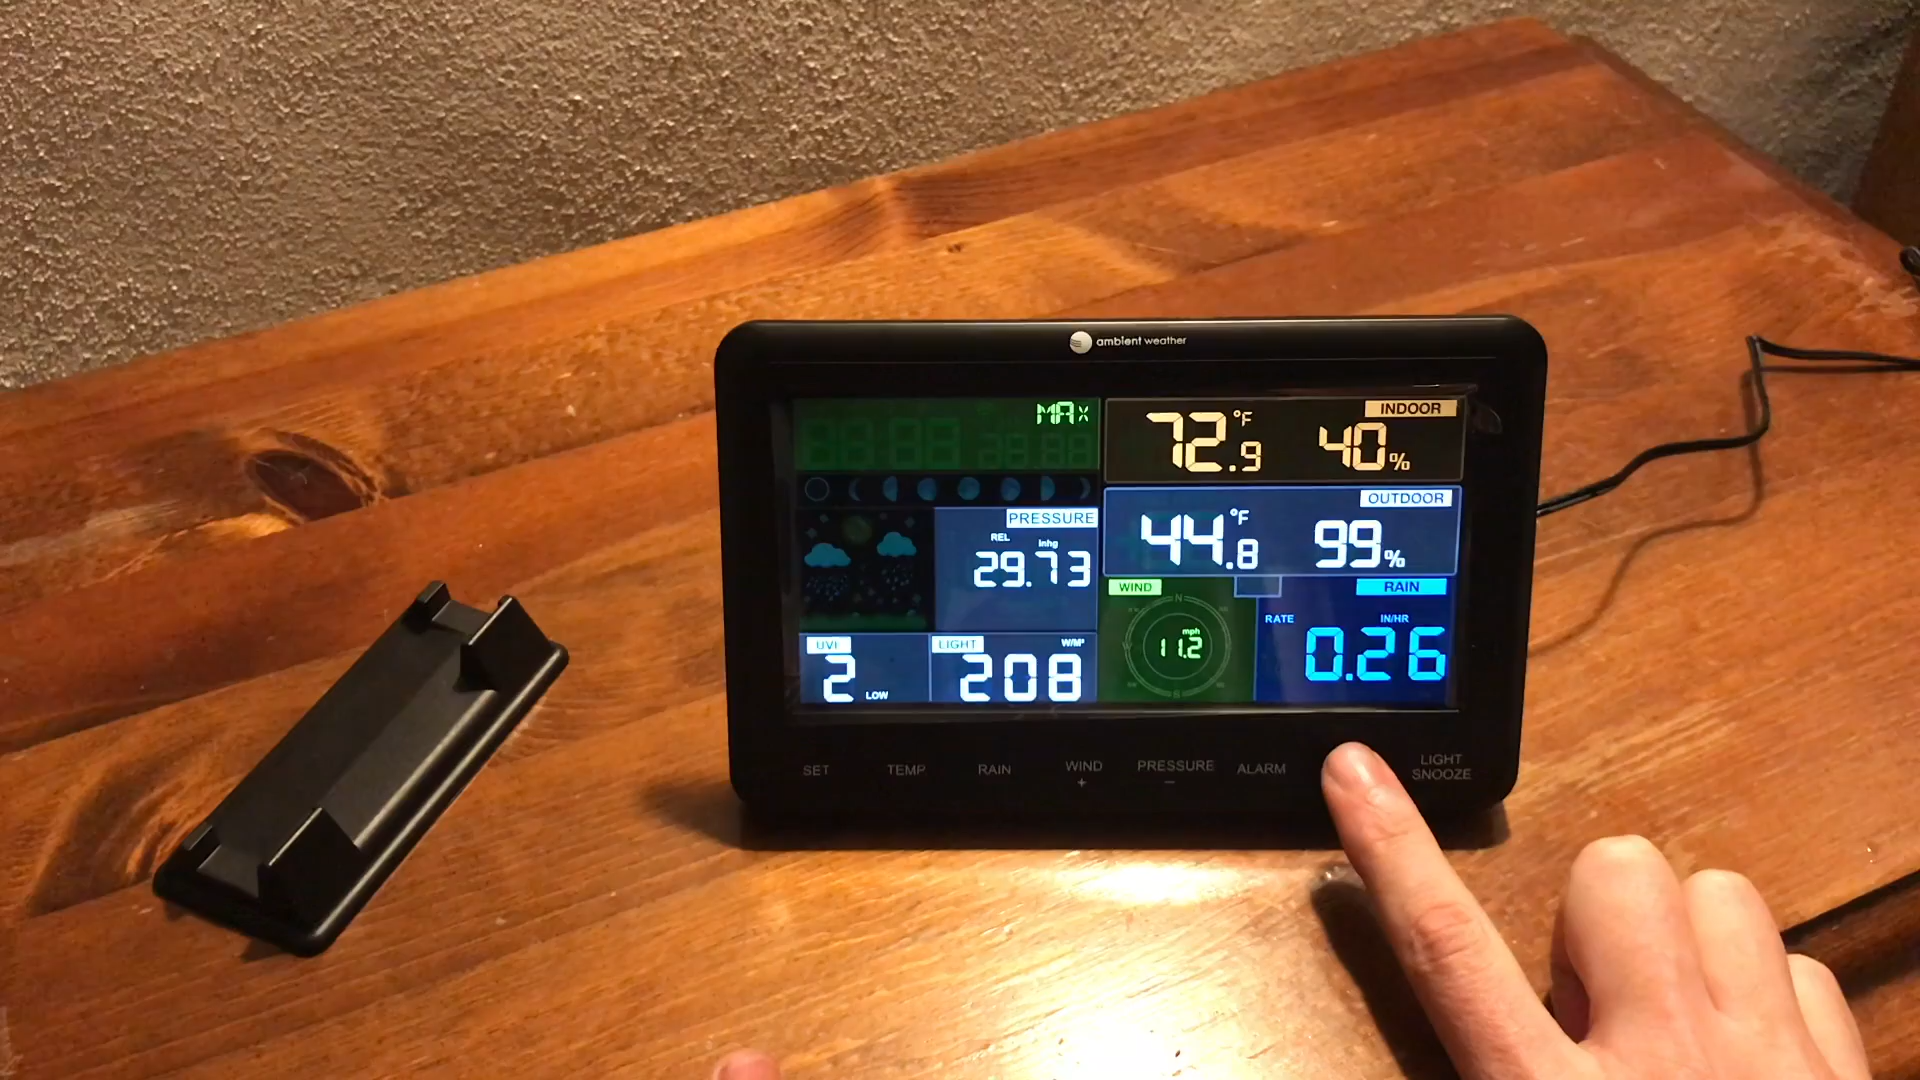 ambient weather
MAX
72.9 °F 40%
INDOOR
PRESSURE
REL inhg
29.73
OUTDOOR
44.8 °F 99%
UVI
2 LOW
LIGHT W/M²
208
WIND
N
mph
11.2
S
RAIN
RATE IN/HR
0.26
SET TEMP RAIN WIND + PRESSURE − ALARM LIGHT SNOOZE